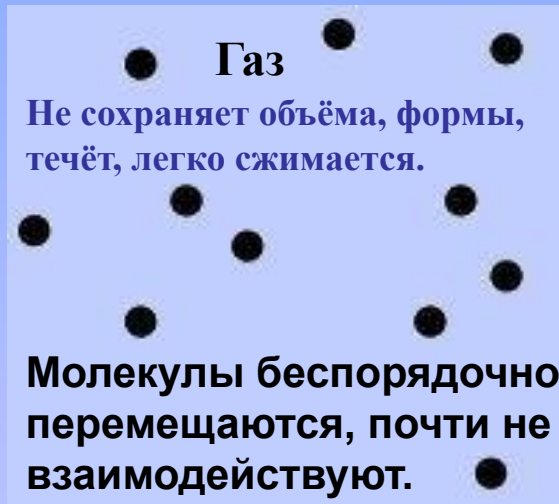 Газ
Не сохраняет объёма, формы,
течёт, легко сжимается.
Молекулы беспорядочно
перемещаются, почти не
взаимодействуют.